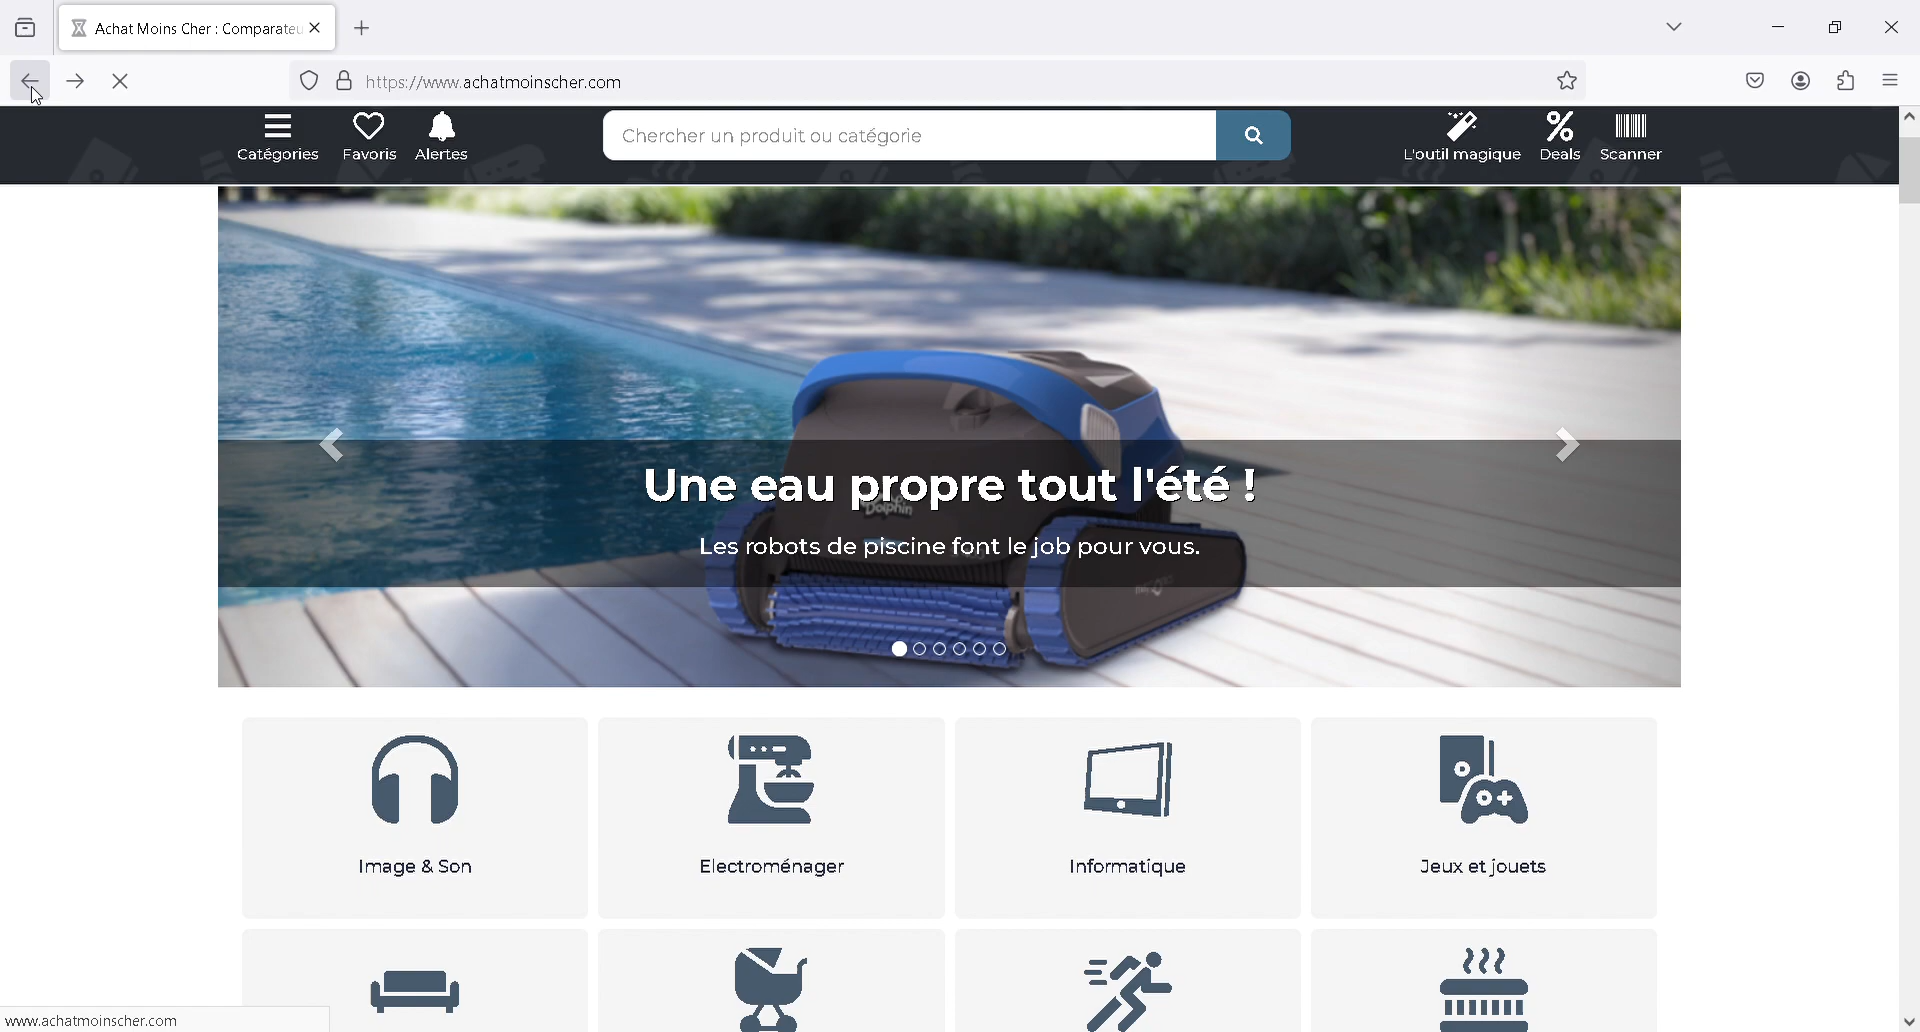 Achat Moins Cher : Comparateu
https://www.achatmoinscher.com
Catégories
Favoris
Alertes
Chercher un produit ou catégorie
L'outil magique
Deals
Scanner
Une eau propre tout l'été !
Dolphin
Les robots de piscine font le job pour vous.
Image & Son
Electroménager
Informatique
Jeux et jouets
www.achatmoinscher.com